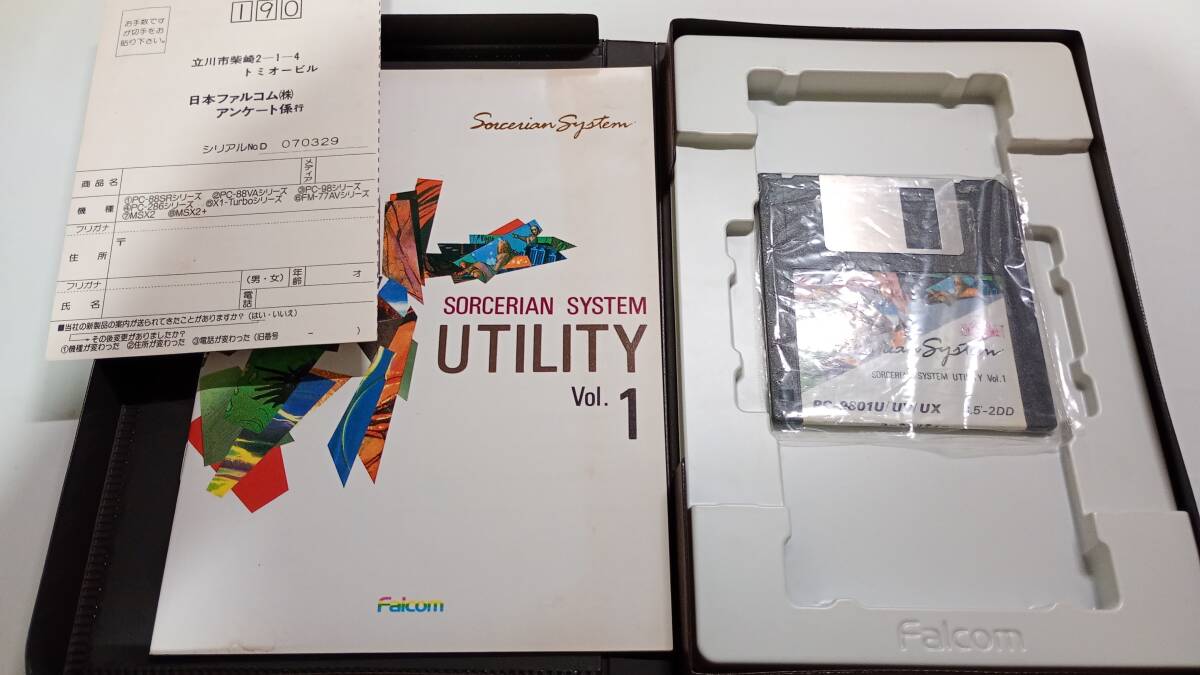 お手数です
が切手をお
貼り下さい。
190
立川市柴崎2-1-4
トミオービル
日本ファルコム㈱
アンケート係行
シリアルNo.D 070329
商品名
メディア
機種
①PC-88SRシリーズ ②PC-88VAシリーズ ③PC-98シリーズ
④PC-286シリーズ ⑤X1-Turboシリーズ ⑥FM-77AVシリーズ
⑦MSX2 ⑧MSX2+
フリガナ
住所
〒
フリガナ
氏名
(男・女)
年齢
才
電話
■当社の新製品の案内が送られてきたことがありますか?(はい・いいえ)
その後変更がありましたか?
①機種が変わった ②住所が変わった ③電話が変わった(旧番号 - )
Sorcerian System
SORCERIAN SYSTEM
UTILITY
Vol. 1
Falcom
Sorcerian System
SORCERIAN SYSTEM UTILITY Vol.1
PC-9801U/UV/UX 3.5"-2DD
Falcom